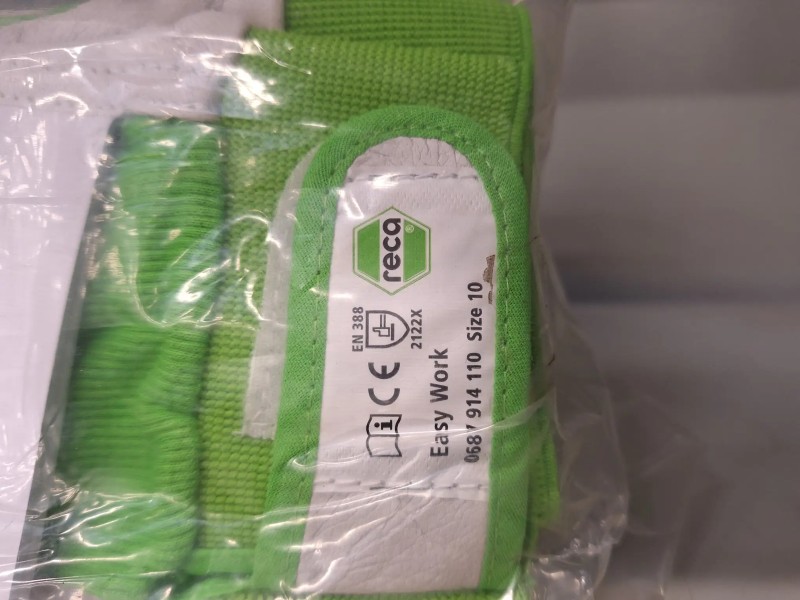 reca®
EN 388
2122X
CE
Easy Work
0687 914 110 Size 10